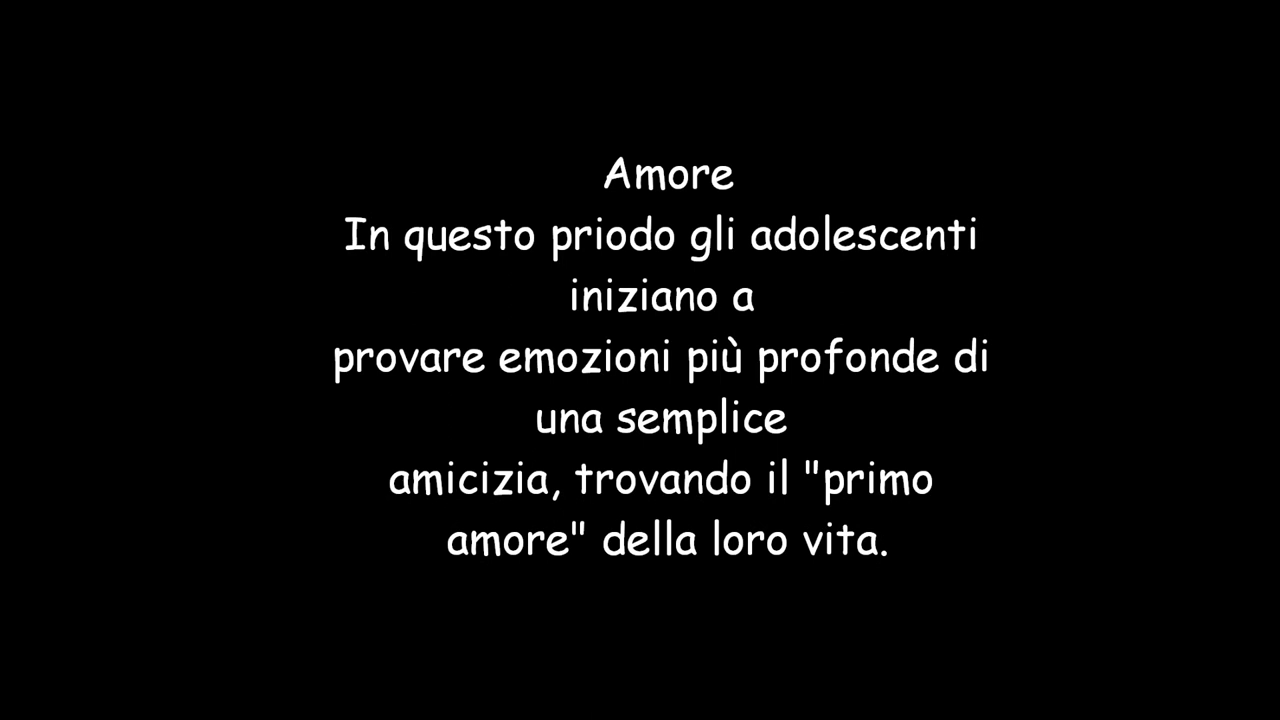 Amore
In questo priodo gli adolescenti
iniziano a
provare emozioni più profonde di
una semplice
amicizia, trovando il "primo
amore" della loro vita.